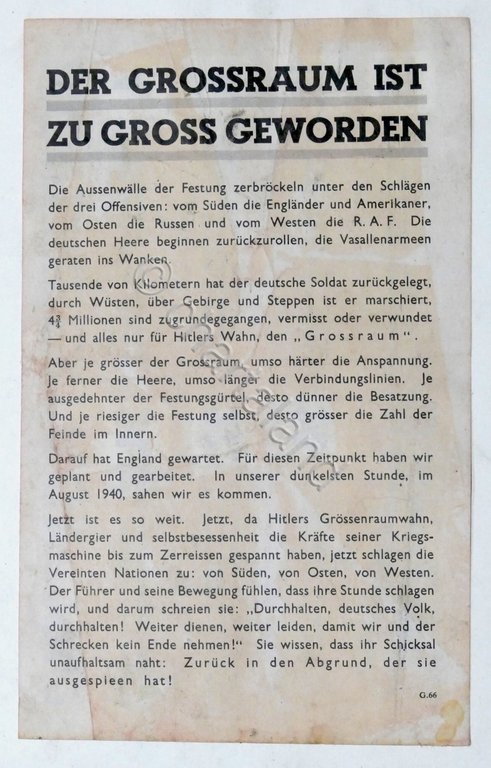 DER GROSSRAUM IST
ZU GROSS GEWORDEN
Die Aussenwälle der Festung zerbröckeln unter den Schlägen
der drei Offensiven: vom Süden die Engländer und Amerikaner,
vom Osten die Russen und vom Westen die R. A. F. Die
deutschen Heere beginnen zurückzurollen, die Vasallenarmeen
geraten ins Wanken.
Tausende von Kilometern hat der deutsche Soldat zurückgelegt,
durch Wüsten, über Gebirge und Steppen ist er marschiert,
4¾ Millionen sind zugrundegegangen, vermisst oder verwundet
— und alles nur für Hitlers Wahn, den „Grossraum".
Aber je grösser der Grossraum, umso härter die Anspannung.
Je ferner die Heere, umso länger die Verbindungslinien. Je
ausgedehnter der Festungsgürtel, desto dünner die Besatzung.
Und je riesiger die Festung selbst, desto grösser die Zahl der
Feinde im Innern.
Darauf hat England gewartet. Für diesen Zeitpunkt haben wir
geplant und gearbeitet. In unserer dunkelsten Stunde, im
August 1940, sahen wir es kommen.
Jetzt ist es so weit. Jetzt, da Hitlers Grössenraumwahn,
Ländergier und selbstbesessenheit die Kräfte seiner Kriegs-
maschine bis zum Zerreissen gespannt haben, jetzt schlagen die
Vereinten Nationen zu: von Süden, von Osten, von Westen.
Der Führer und seine Bewegung fühlen, dass ihre Stunde schlagen
wird, und darum schreien sie: „Durchhalten, deutsches Volk,
durchhalten! Weiter dienen, weiter leiden, damit wir und der
Schrecken kein Ende nehmen!" Sie wissen, dass ihr Schicksal
unaufhaltsam naht: Zurück in den Abgrund, der sie
ausgespieen hat!
G.66